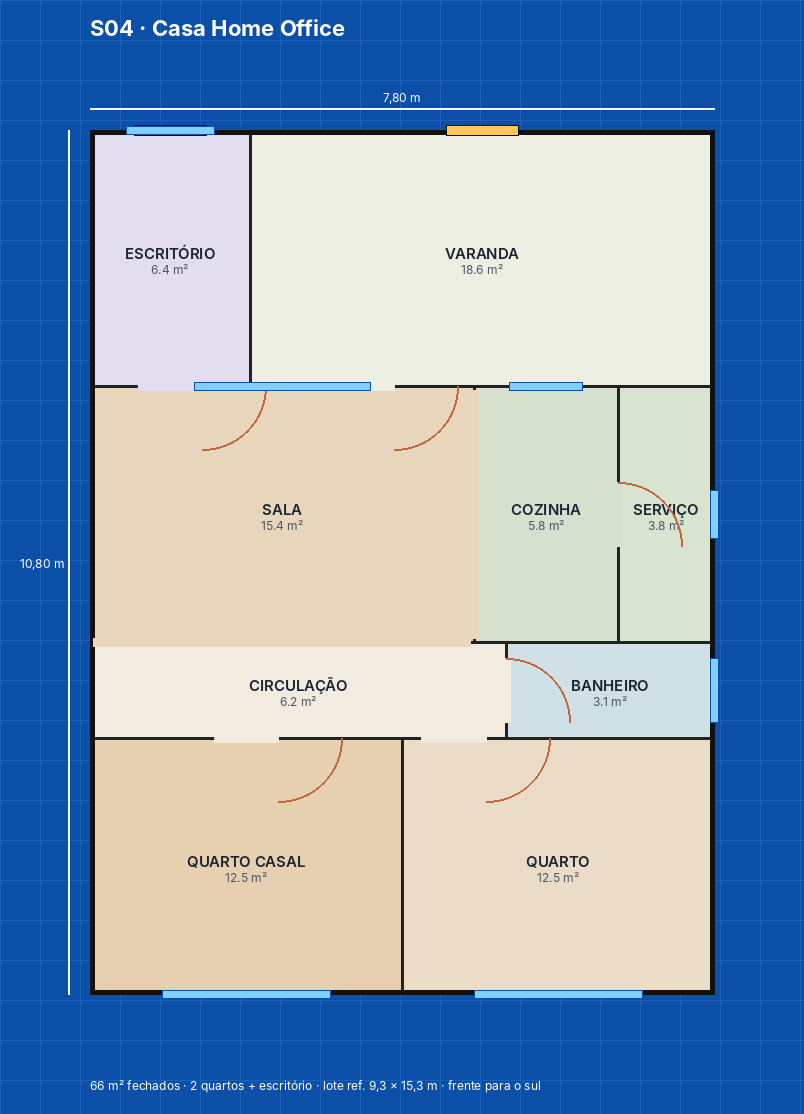 S04 · Casa Home Office
7,80 m
ESCRITÓRIO
6.4 m²
VARANDA
18.6 m²
SALA
15.4 m²
COZINHA
5.8 m²
SERVIÇO
3.8 m²
10,80 m
CIRCULAÇÃO
6.2 m²
BANHEIRO
3.1 m²
QUARTO CASAL
12.5 m²
QUARTO
12.5 m²
66 m² fechados · 2 quartos + escritório · lote ref. 9,3 × 15,3 m · frente para o sul